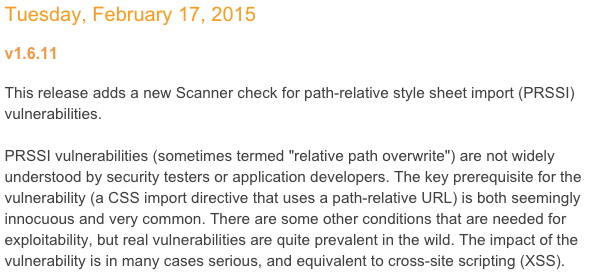 Tuesday, February 17, 2015
v1.6.11
This release adds a new Scanner check for path-relative style sheet import (PRSSI)
vulnerabilities.
PRSSI vulnerabilities (sometimes termed "relative path overwrite") are not widely
understood by security testers or application developers. The key prerequisite for the
vulnerability (a CSS import directive that uses a path-relative URL) is both seemingly
innocuous and very common. There are some other conditions that are needed for
exploitability, but real vulnerabilities are quite prevalent in the wild. The impact of the
vulnerability is in many cases serious, and equivalent to cross-site scripting (XSS).